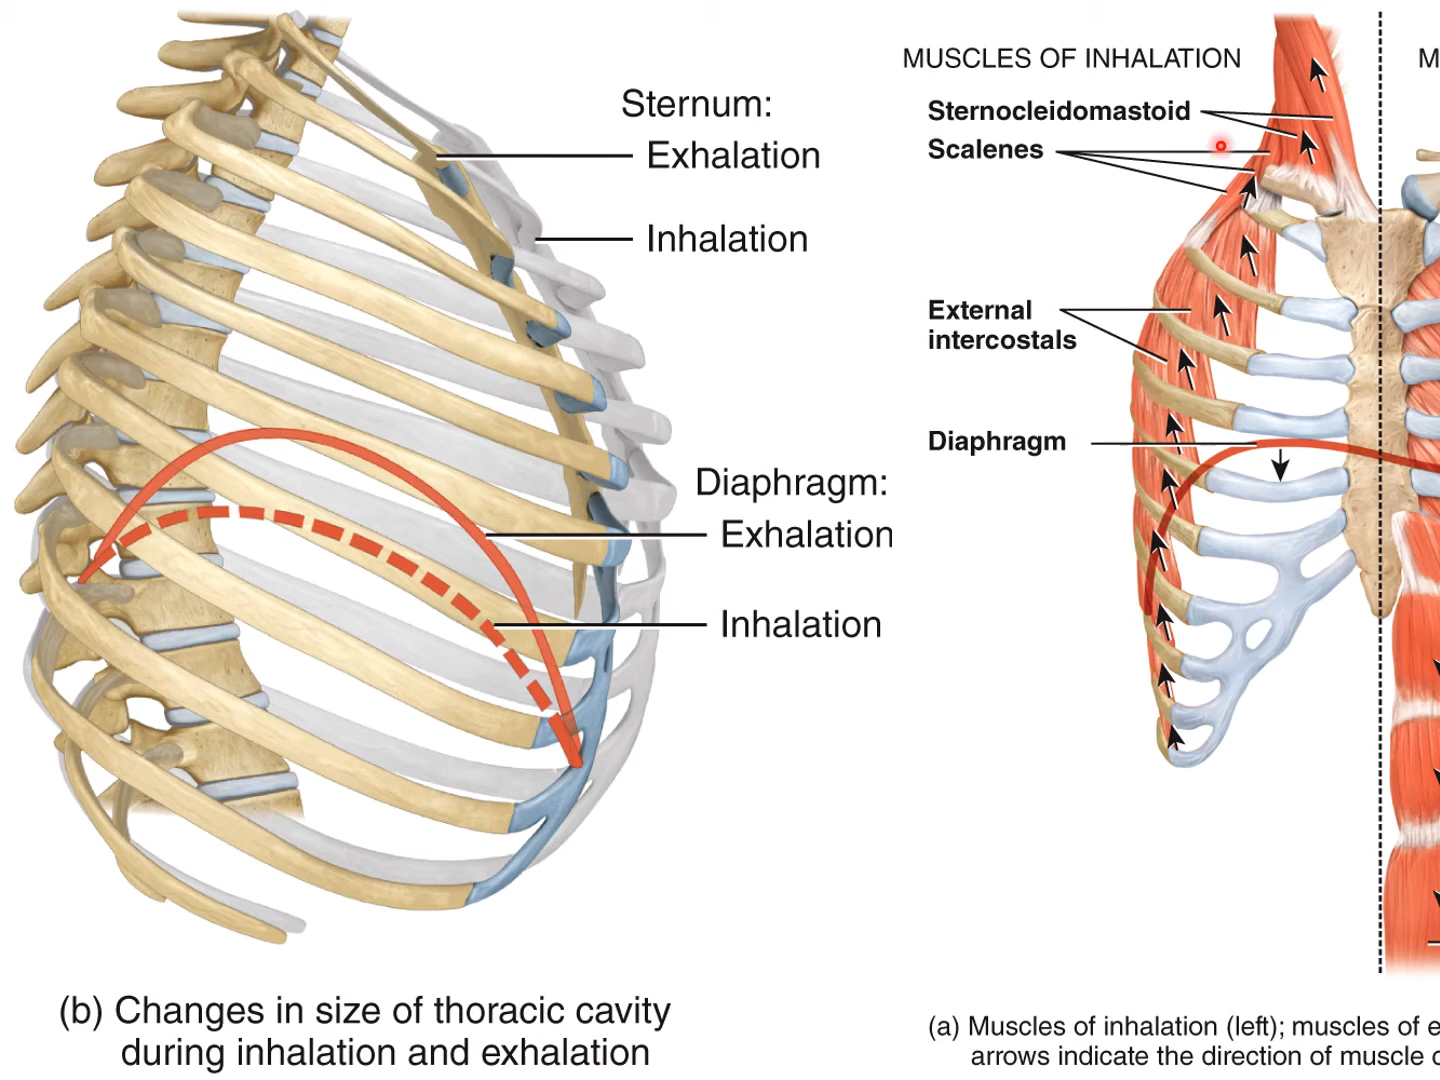 Sternum:
Exhalation
Inhalation
Diaphragm:
Exhalation
Inhalation
(b) Changes in size of thoracic cavity
during inhalation and exhalation
MUSCLES OF INHALATION
M
Sternocleidomastoid
Scalenes
External
intercostals
Diaphragm
(a) Muscles of inhalation (left); muscles of e
arrows indicate the direction of muscle c